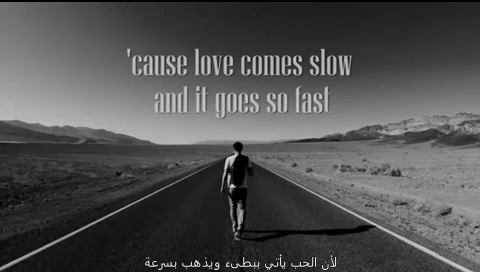 'cause love comes slow
and it goes so fast
لأن الحب يأتي ببطىء ويذهب بسرعة